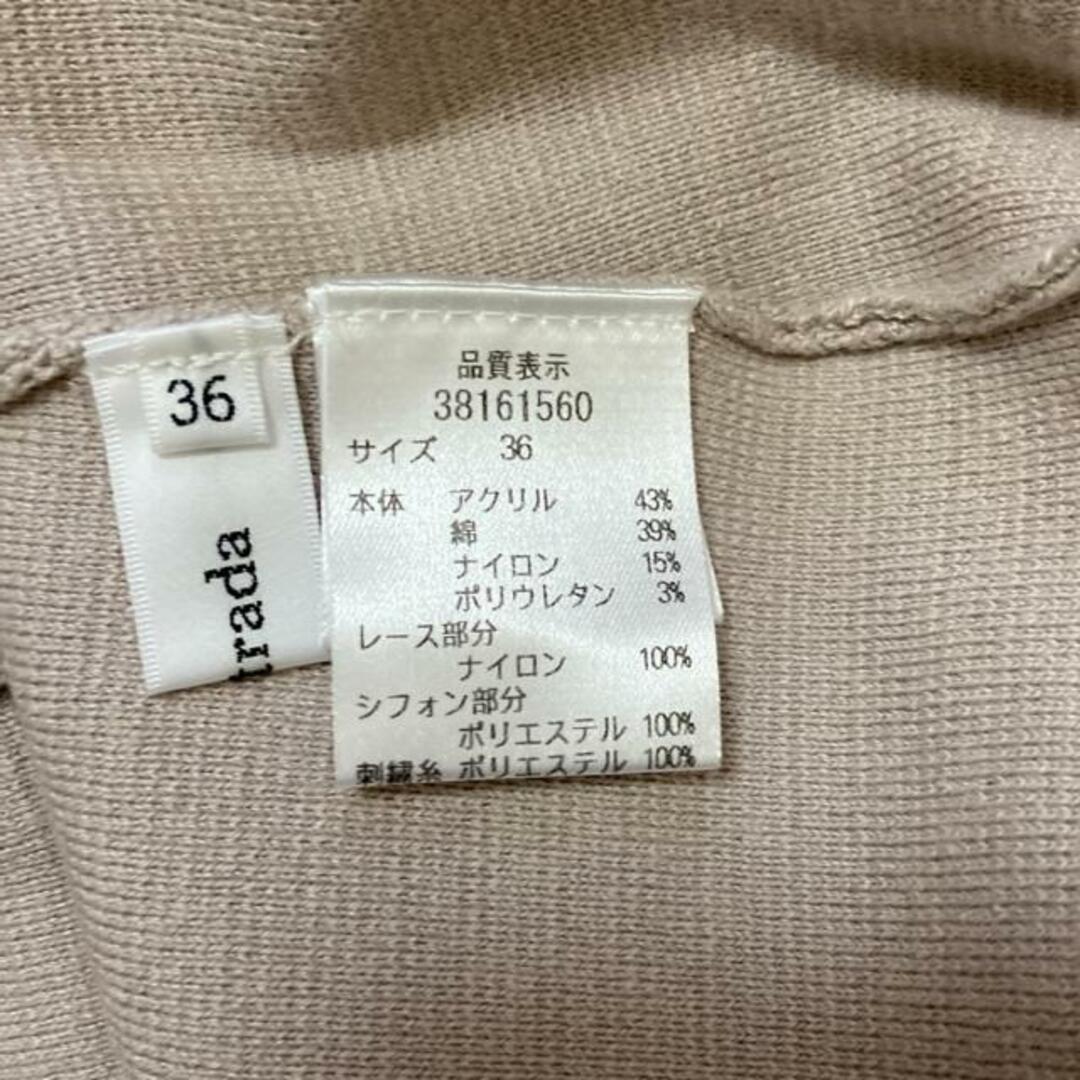 36
rada
品質表示
38161560
サイズ 36
本体 アクリル 43%
綿 39%
ナイロン 15%
ポリウレタン 3%
レース部分
ナイロン 100%
シフォン部分
ポリエステル 100%
刺繍糸 ポリエステル 100%